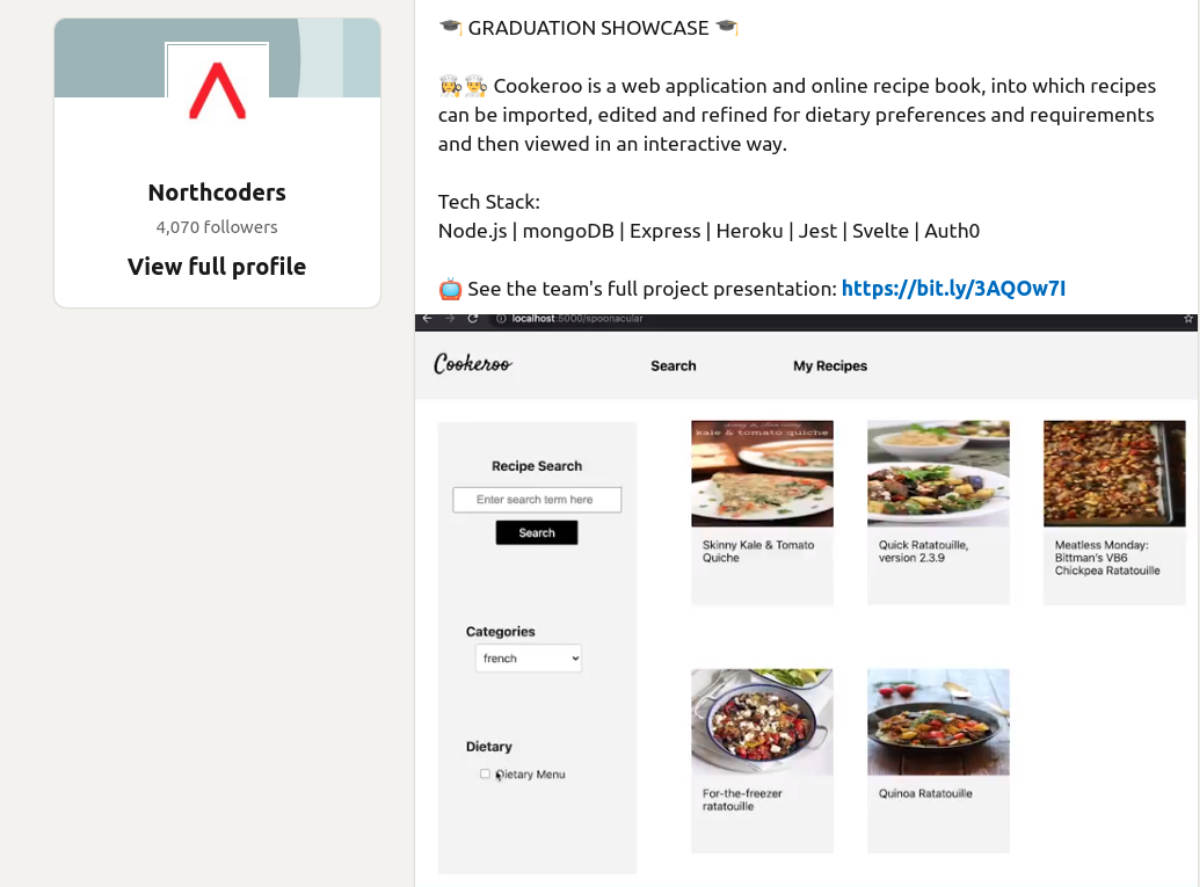 Northcoders
4,070 followers
View full profile
🎓 GRADUATION SHOWCASE 🎓
👩‍🍳👨‍🍳 Cookeroo is a web application and online recipe book, into which recipes
can be imported, edited and refined for dietary preferences and requirements
and then viewed in an interactive way.
Tech Stack:
Node.js | mongoDB | Express | Heroku | Jest | Svelte | Auth0
📺 See the team's full project presentation: https://bit.ly/3AQOw7I
localhost:5000/spoonacular
Cookeroo
Search
My Recipes
Recipe Search
Enter search term here
Search
Categories
french
Dietary
Dietary Menu
kale & tomato quiche
Skinny Kale & Tomato
Quiche
Quick Ratatouille,
version 2.3.9
Meatless Monday:
Bittman's VB6
Chickpea Ratatouille
For-the-freezer
ratatouille
Quinoa Ratatouille